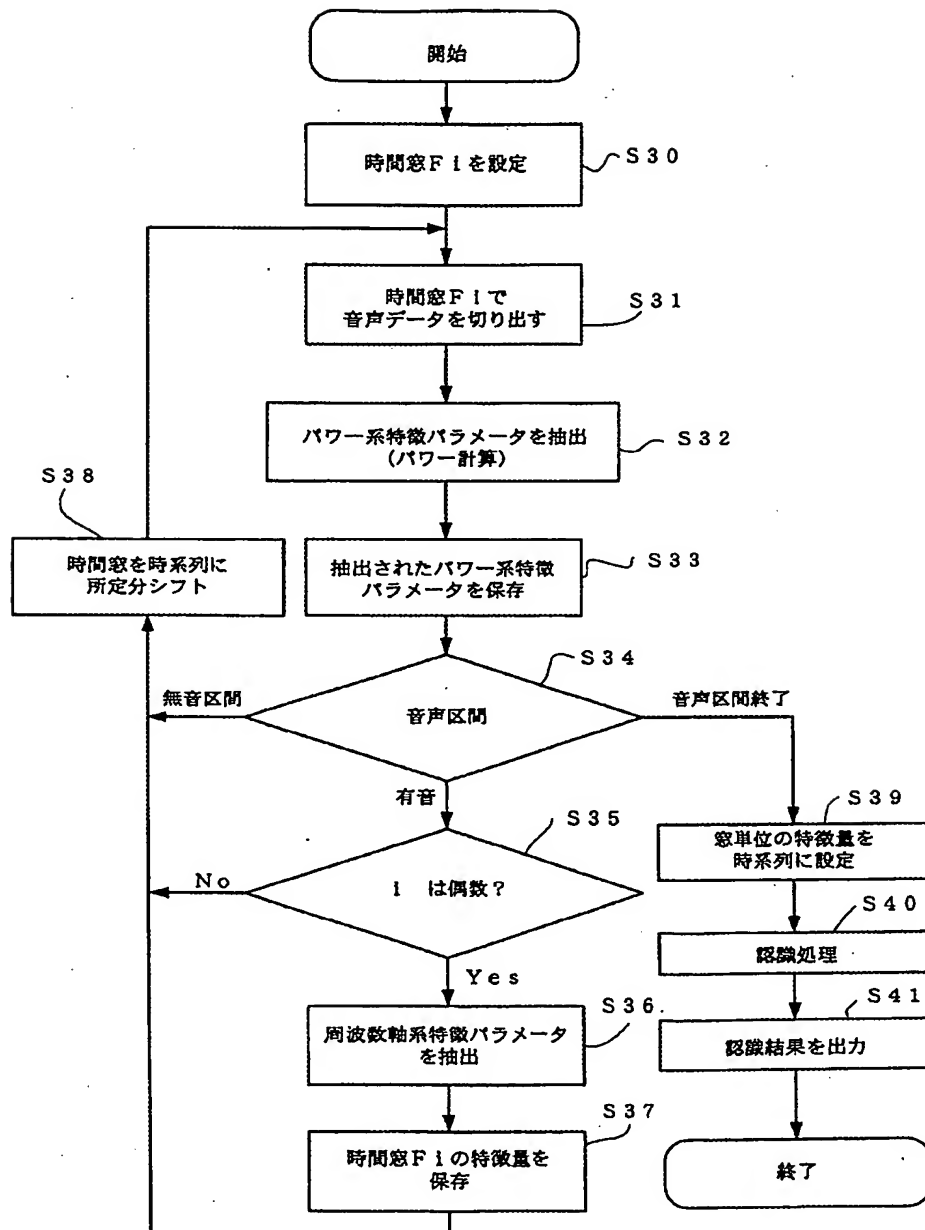 開始
時間窓Fiを設定
S30
時間窓Fiで
音声データを切り出す
S31
パワー系特徴パラメータを抽出
(パワー計算)
S32
S38
時間窓を時系列に
所定分シフト
抽出されたパワー系特徴
パラメータを保存
S33
S34
無音区間
音声区間
音声区間終了
有音
S35
S39
窓単位の特徴量を
時系列に設定
No
i は偶数?
S40
認識処理
Yes
S36
周波数軸系特徴パラメータ
を抽出
S41
認識結果を出力
S37
時間窓Fiの特徴量を
保存
終了